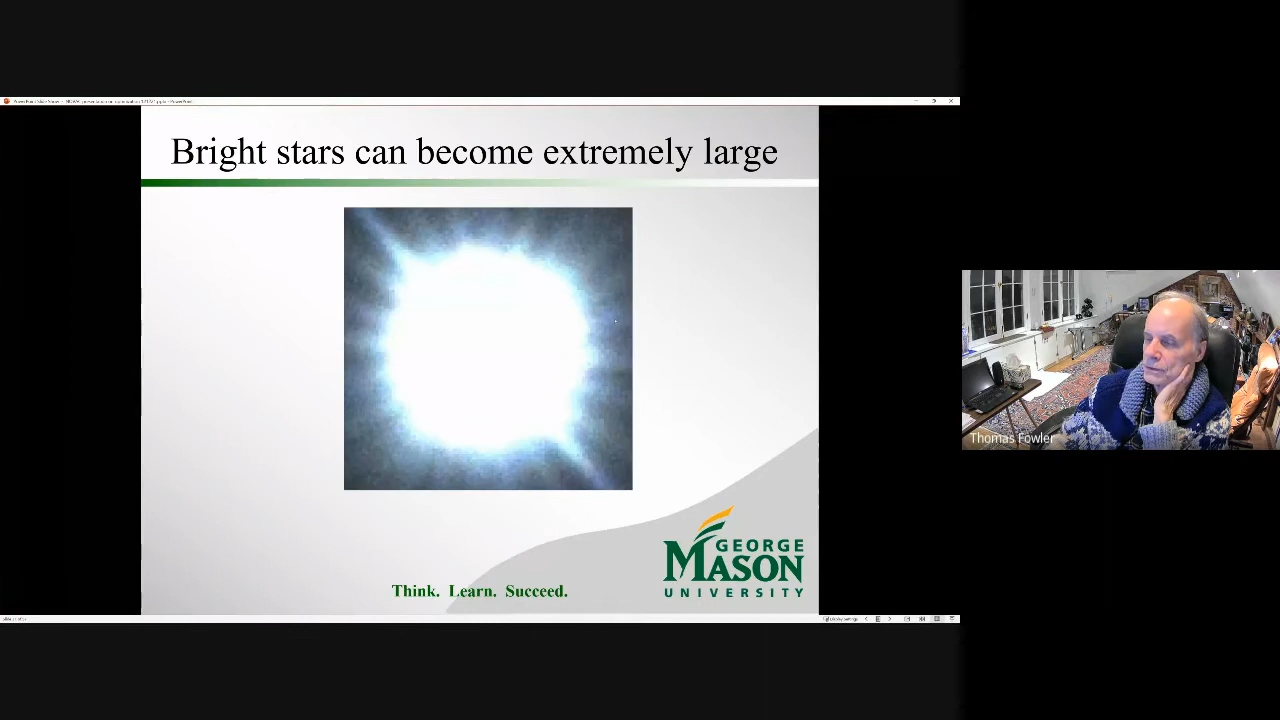 Bright stars can become extremely large
Think. Learn. Succeed.
GEORGE
MASON
UNIVERSITY
Thomas Fowler